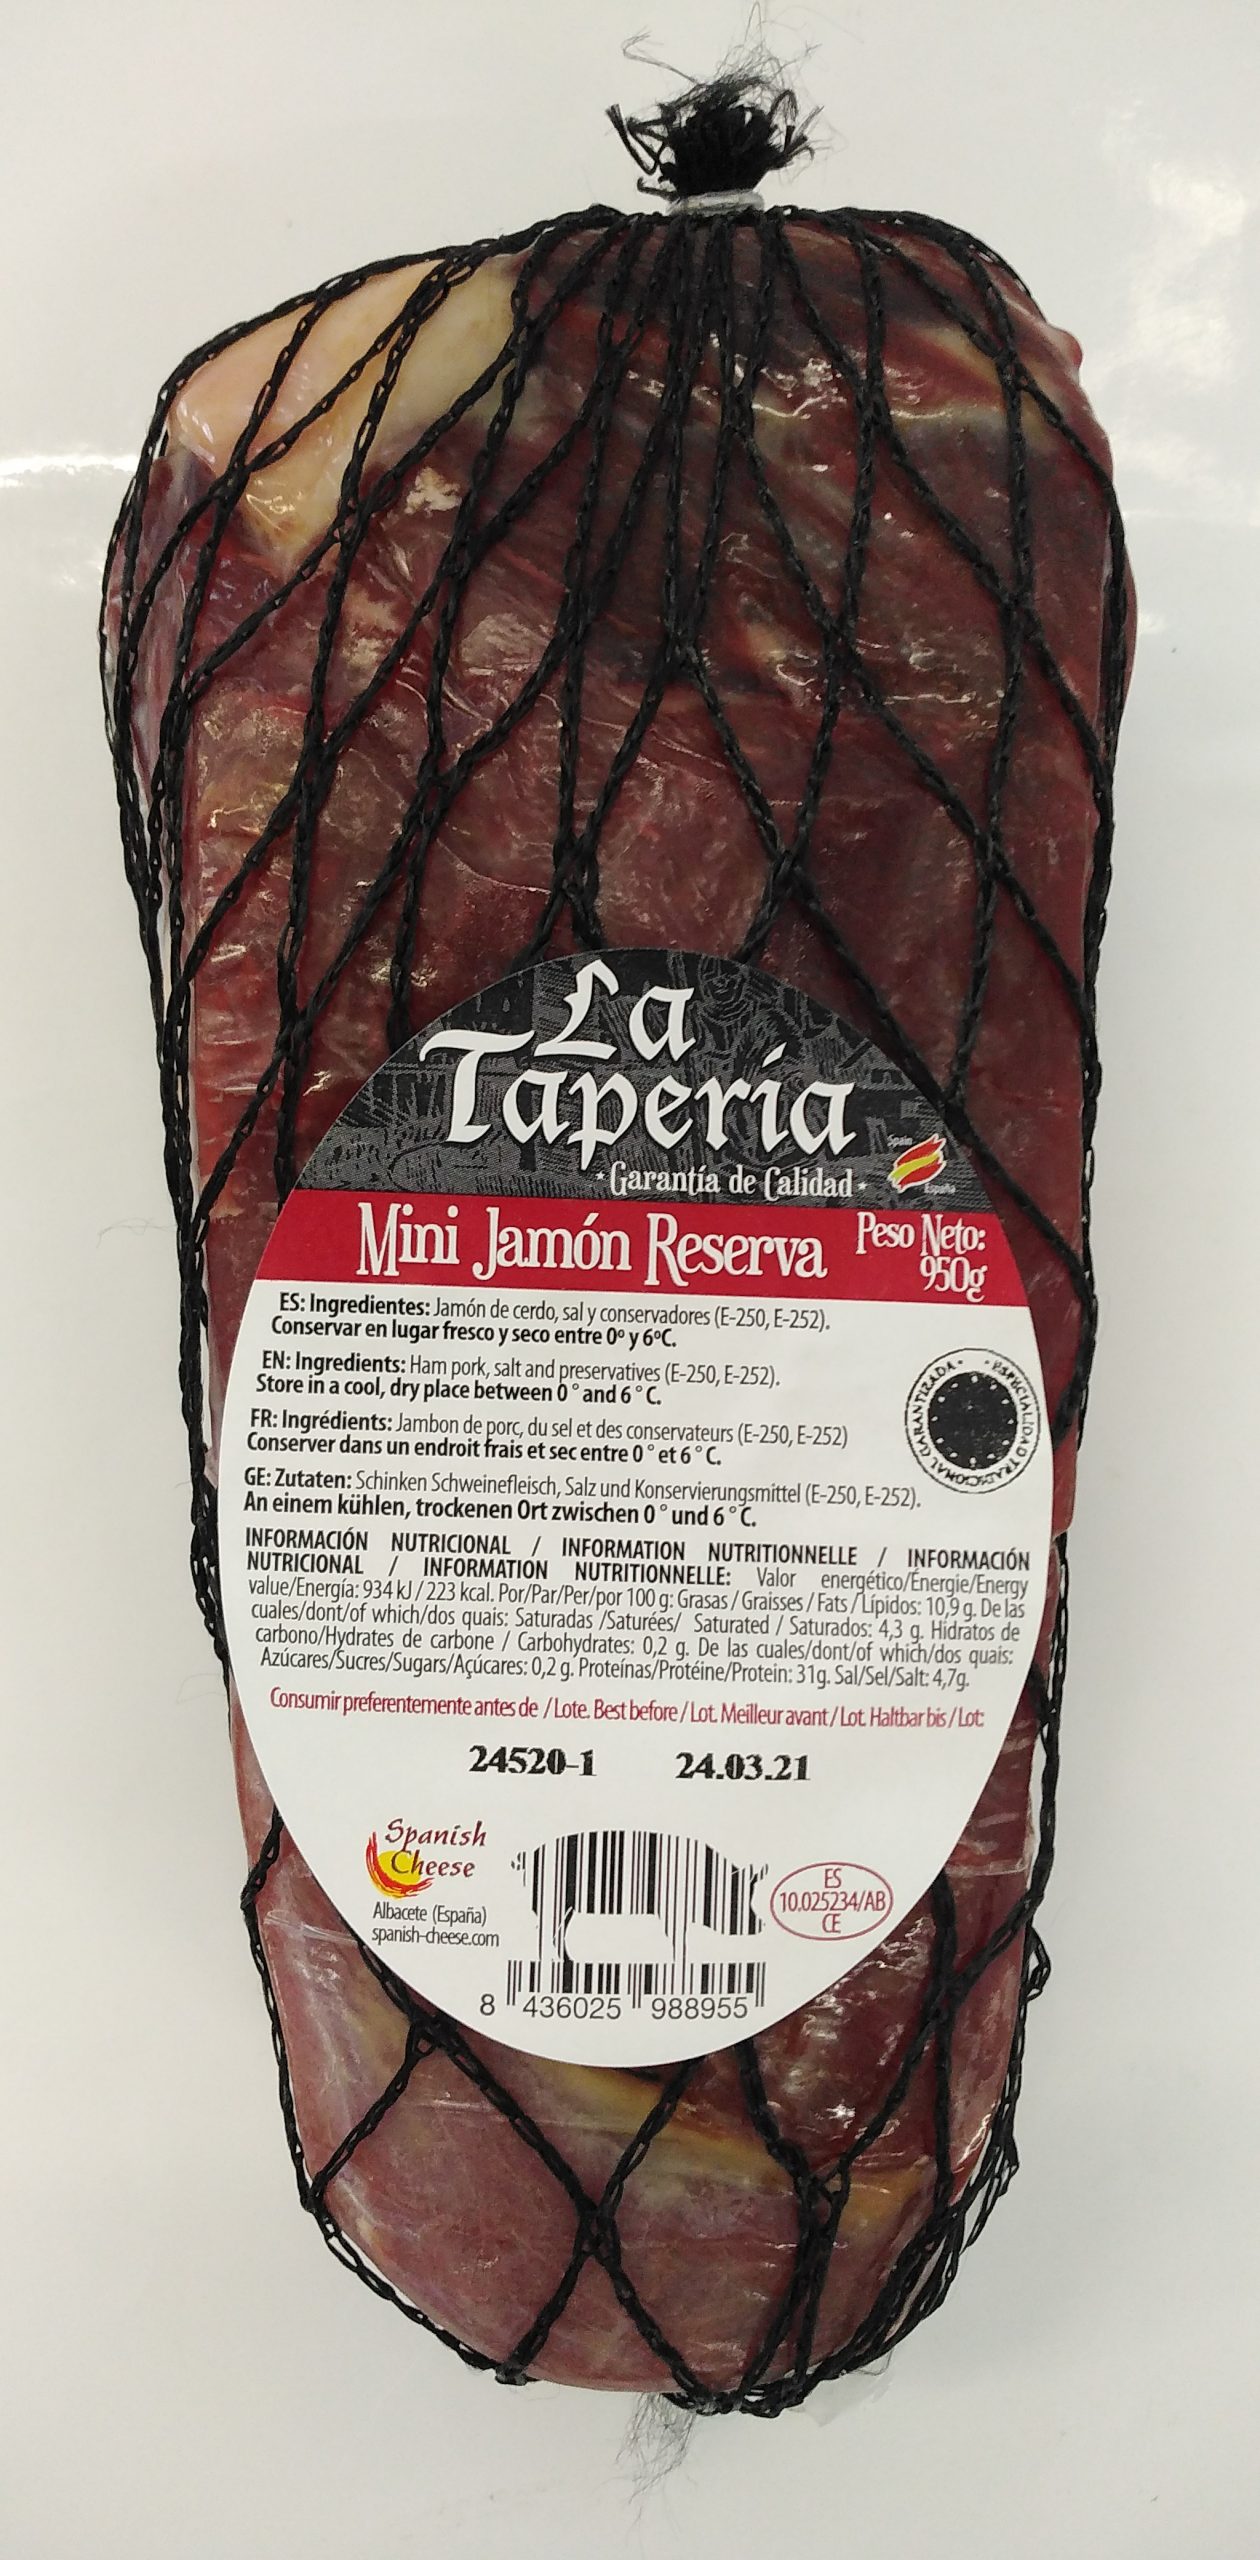 La
Taperia
Garantía de Calidad
Spain
España
Mini Jamón Reserva
Peso Neto:
950g
ES: Ingredientes: Jamón de cerdo, sal y conservadores (E-250, E-252).
Conservar en lugar fresco y seco entre 0º y 6ºC.
EN: Ingredients: Ham pork, salt and preservatives (E-250, E-252).
Store in a cool, dry place between 0 ° and 6 ° C.
FR: Ingrédients: Jambon de porc, du sel et des conservateurs (E-250, E-252)
Conserver dans un endroit frais et sec entre 0 ° et 6 ° C.
GE: Zutaten: Schinken Schweinefleisch, Salz und Konservierungsmittel (E-250, E-252).
An einem kühlen, trockenen Ort zwischen 0 ° und 6 ° C.
ESPECIALIDAD TRADICIONAL GARANTIZADA
INFORMACIÓN NUTRICIONAL / INFORMATION NUTRITIONNELLE / INFORMACIÓN
NUTRICIONAL / INFORMATION NUTRITIONNELLE: Valor energético/Énergie/Energy
value/Energía: 934 kJ / 223 kcal. Por/Par/Per/por 100 g: Grasas / Graisses / Fats / Lípidos: 10,9 g. De las
cuales/dont/of which/dos quais: Saturadas /Saturées/ Saturated / Saturados: 4,3 g. Hidratos de
carbono/Hydrates de carbone / Carbohydrates: 0,2 g. De las cuales/dont/of which/dos quais:
Azúcares/Sucres/Sugars/Açúcares: 0,2 g. Proteínas/Protéine/Protein: 31g. Sal/Sel/Salt: 4,7g.
Consumir preferentemente antes de / Lote. Best before / Lot. Meilleur avant / Lot. Haltbar bis / Lot:
24520-1 24.03.21
Spanish
Cheese
Albacete (España)
spanish-cheese.com
ES
10.025234/AB
CE
8 436025 988955